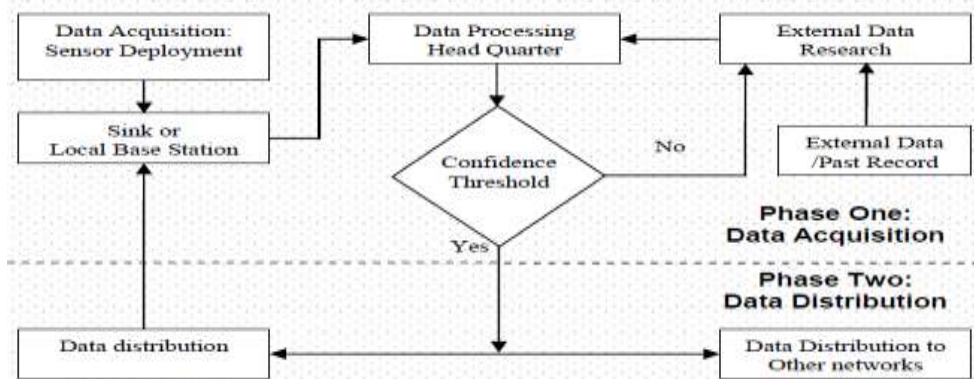 Data Acquisition:
Sensor Deployment
Data Processing
Head Quarter
External Data
Research
Sink or
Local Base Station
Confidence
Threshold
No
External Data
/Past Record
Yes
Phase One:
Data Acquisition
Phase Two:
Data Distribution
Data distribution
Data Distribution to
Other networks